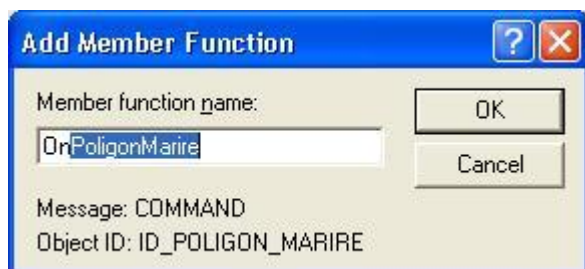 Add Member Function
Member function name:
OnPoligonMarire
OK
Cancel
Message: COMMAND
Object ID: ID_POLIGON_MARIRE